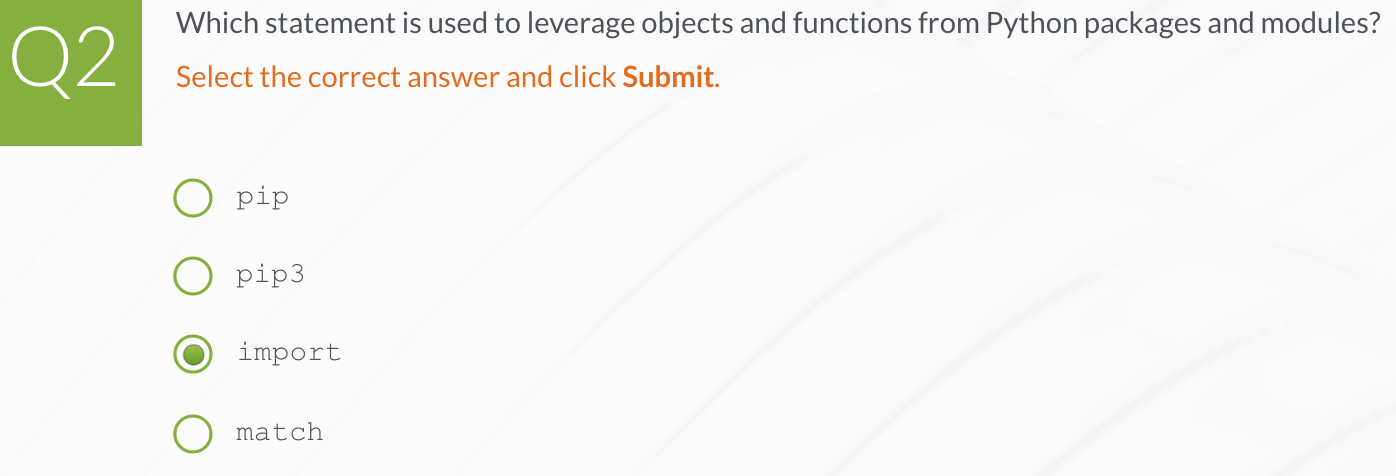 Q2
Which statement is used to leverage objects and functions from Python packages and modules?
Select the correct answer and click Submit.
pip
pip3
import
match